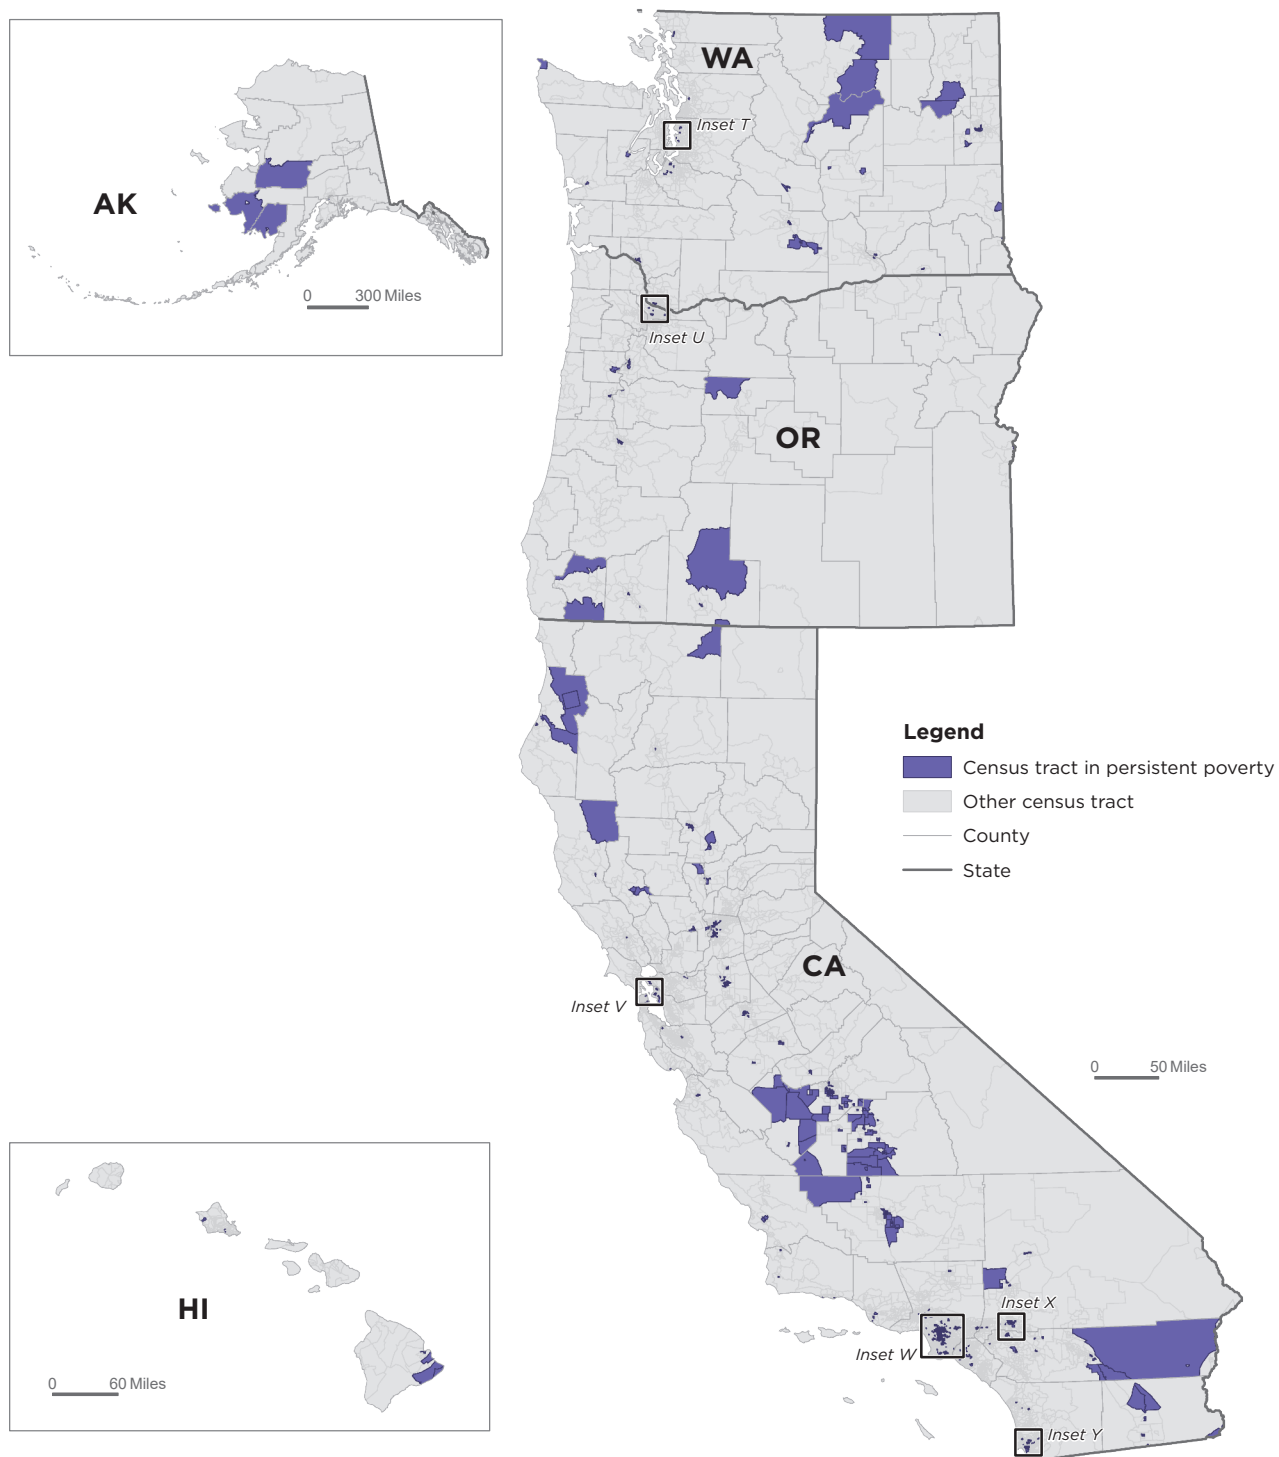 WA
Inset T
AK
0 300 Miles
Inset U
OR
Legend
Census tract in persistent poverty
Other census tract
County
State
CA
Inset V
0 50 Miles
HI
0 60 Miles
Inset X
Inset W
Inset Y